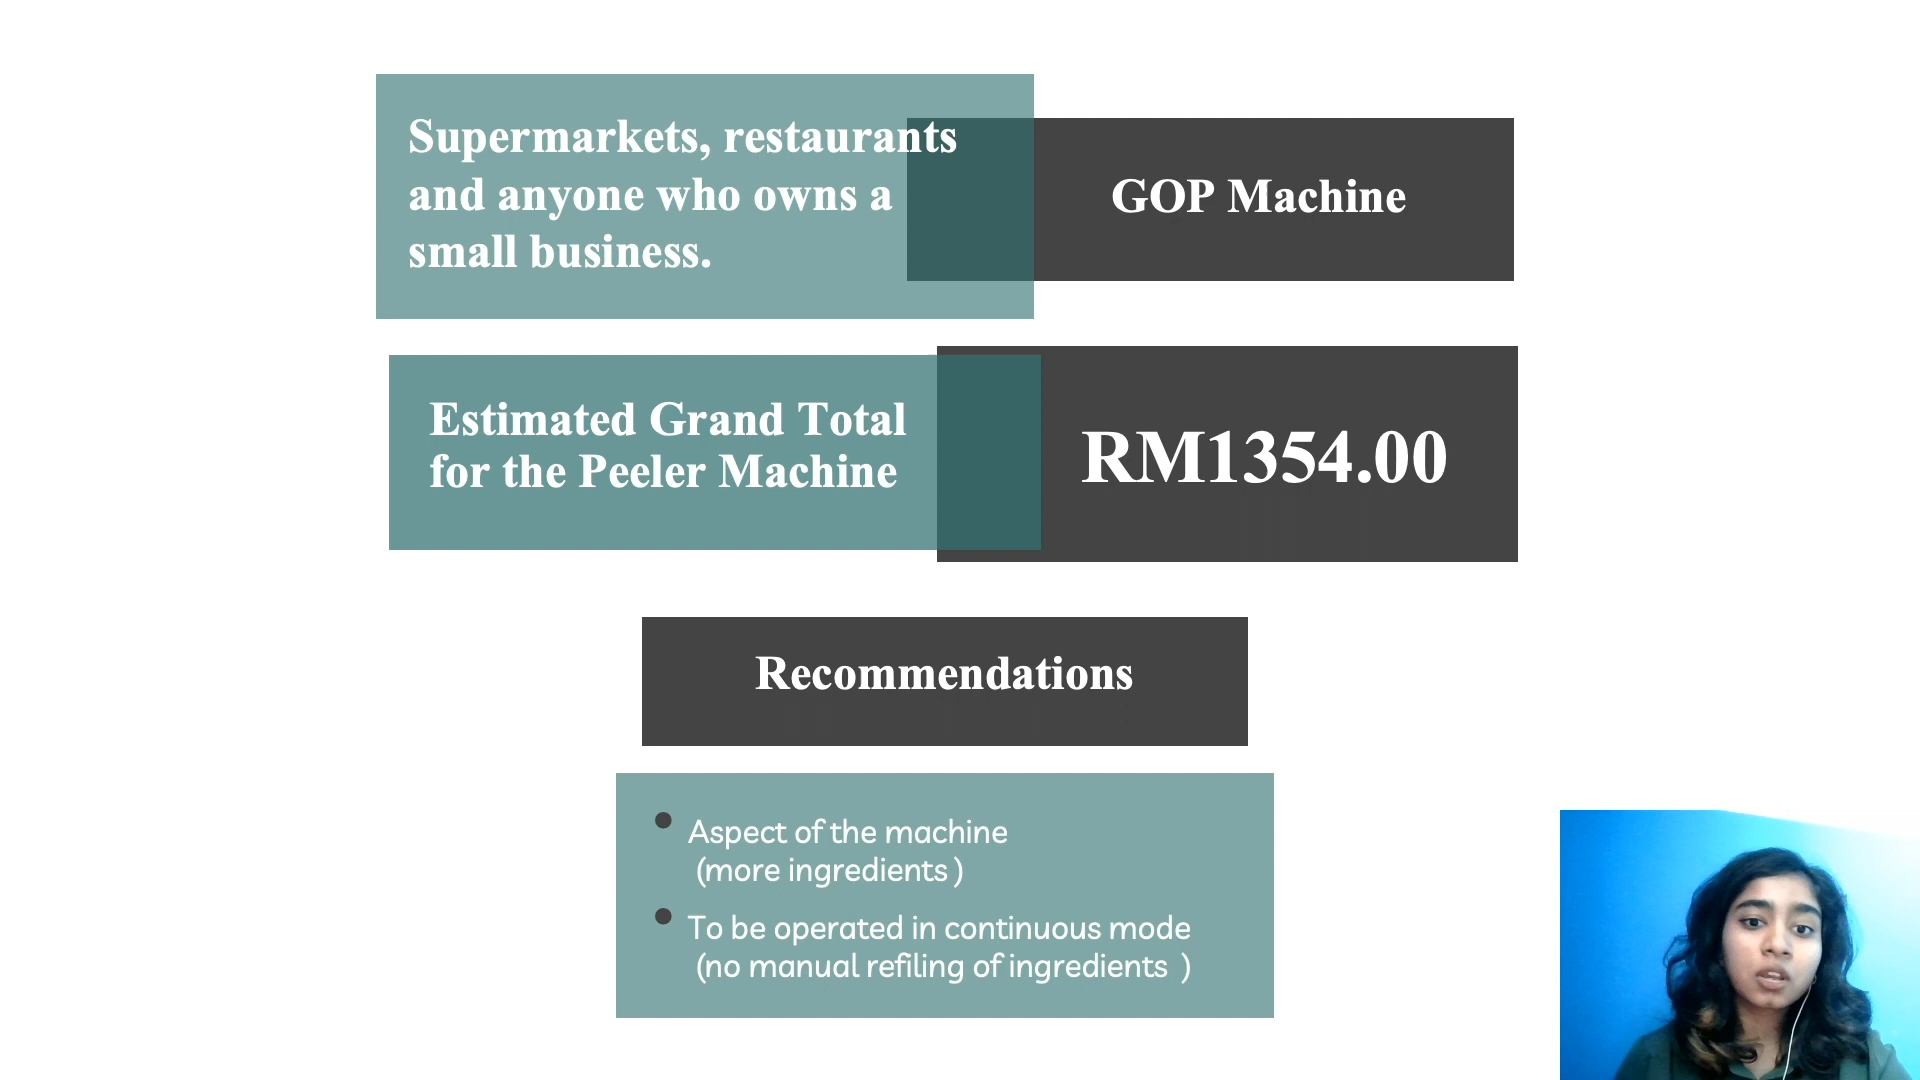 Supermarkets, restaurants
and anyone who owns a
small business.
GOP Machine
Estimated Grand Total
for the Peeler Machine
RM1354.00
Recommendations
Aspect of the machine
(more ingredients)
To be operated in continuous mode
(no manual refiling of ingredients )